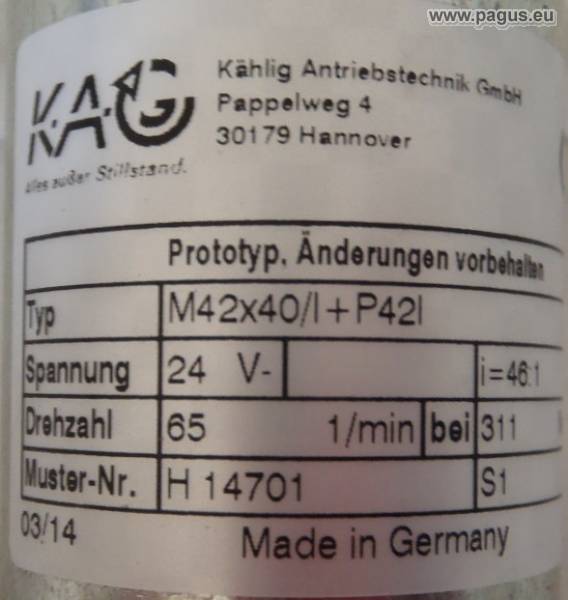 www.pagus.eu
KAG
Kählig Antriebstechnik GmbH
Pappelweg 4
30179 Hannover
Alles außer Stillstand.
Prototyp, Änderungen vorbehalten
Typ M42x40/I+P42I
Spannung 24 V- i=46:1
Drehzahl 65 1/min bei 311
Muster-Nr. H 14701 S1
03/14 Made in Germany